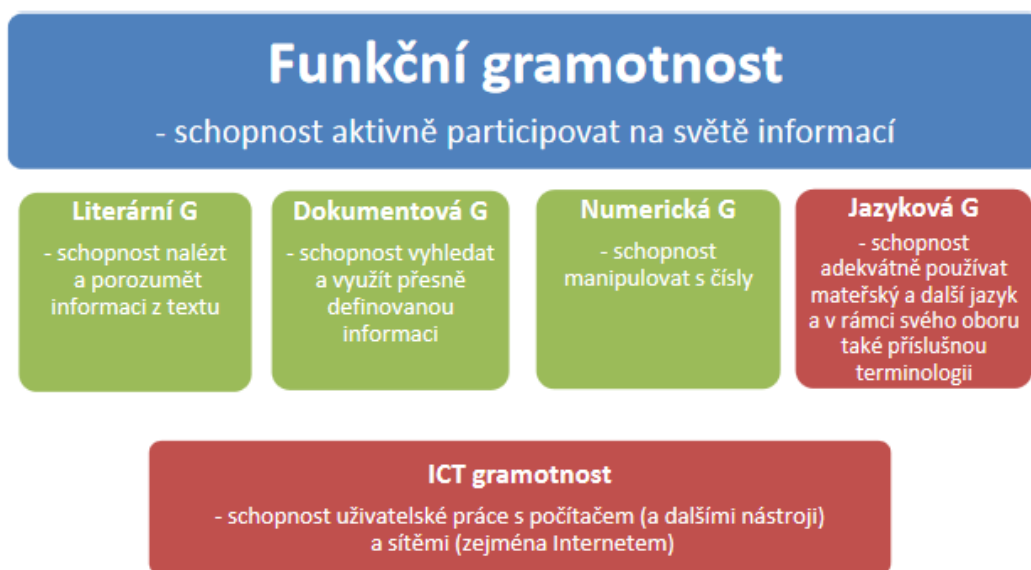 Funkční gramotnost
- schopnost aktivně participovat na světě informací
Literární G
- schopnost nalézt
a porozumět
informaci z textu
Dokumentová G
- schopnost vyhledat
a využít přesně
definovanou
informaci
Numerická G
- schopnost
manipulovat s čísly
Jazyková G
- schopnost
adekvátně používat
mateřský a další jazyk
a v rámci svého oboru
také příslušnou
terminologii
ICT gramotnost
- schopnost uživatelské práce s počítačem (a dalšími nástroji)
a sítěmi (zejména Internetem)